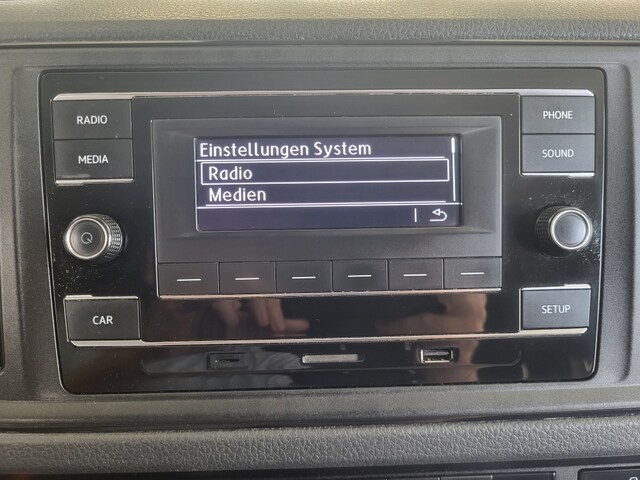 RADIO
MEDIA
CAR
Einstellungen System
Radio
Medien
PHONE
SOUND
SETUP